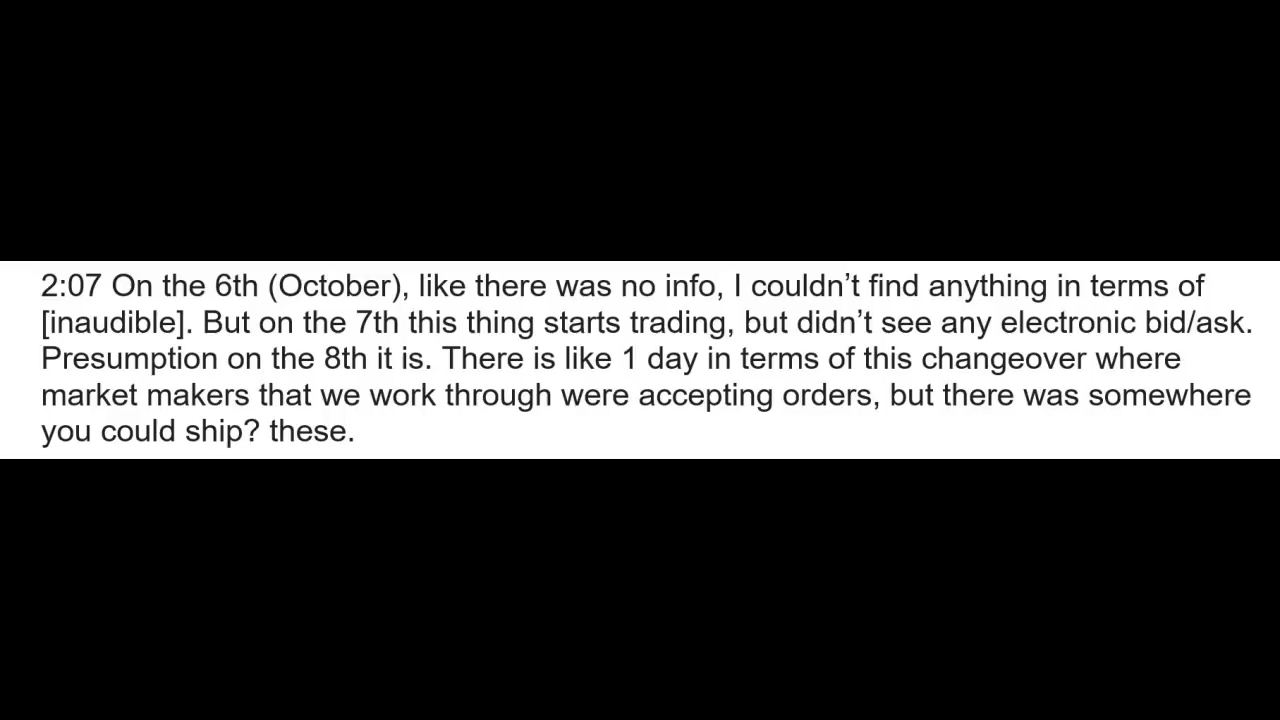 2:07 On the 6th (October), like there was no info, I couldn’t find anything in terms of
[inaudible]. But on the 7th this thing starts trading, but didn’t see any electronic bid/ask.
Presumption on the 8th it is. There is like 1 day in terms of this changeover where
market makers that we work through were accepting orders, but there was somewhere
you could ship? these.